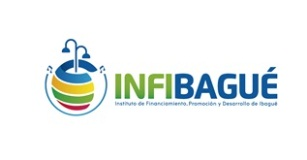 INFIBAGUÉ
Instituto de Financiamiento, Promoción y Desarrollo de Ibagué